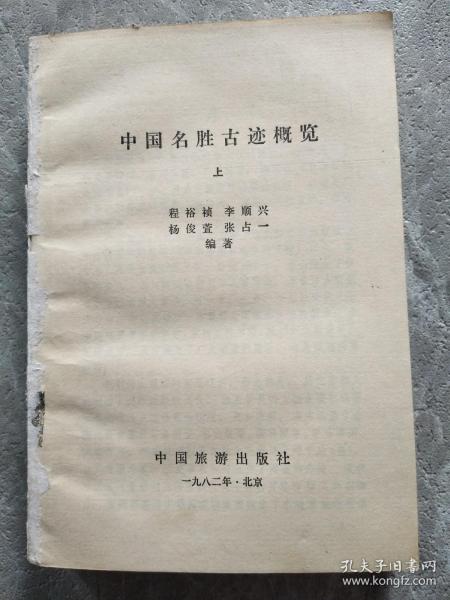 中国名胜古迹概览
上
程裕祯 李顺兴
杨俊萱 张占一
编著
中国旅游出版社
一九八二年·北京
孔夫子旧书网
www.kongfz.com